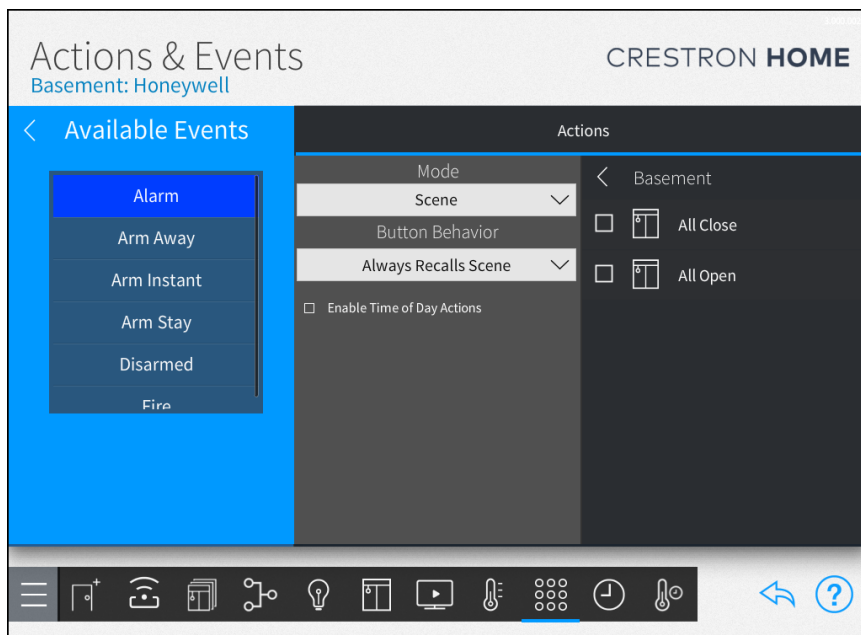 Actions & Events
CRESTRON HOME
Basement: Honeywell
Available Events
Actions
Alarm
Arm Away
Arm Instant
Arm Stay
Disarmed
Fire
Mode
Scene
Button Behavior
Always Recalls Scene
Enable Time of Day Actions
Basement
All Close
All Open
?